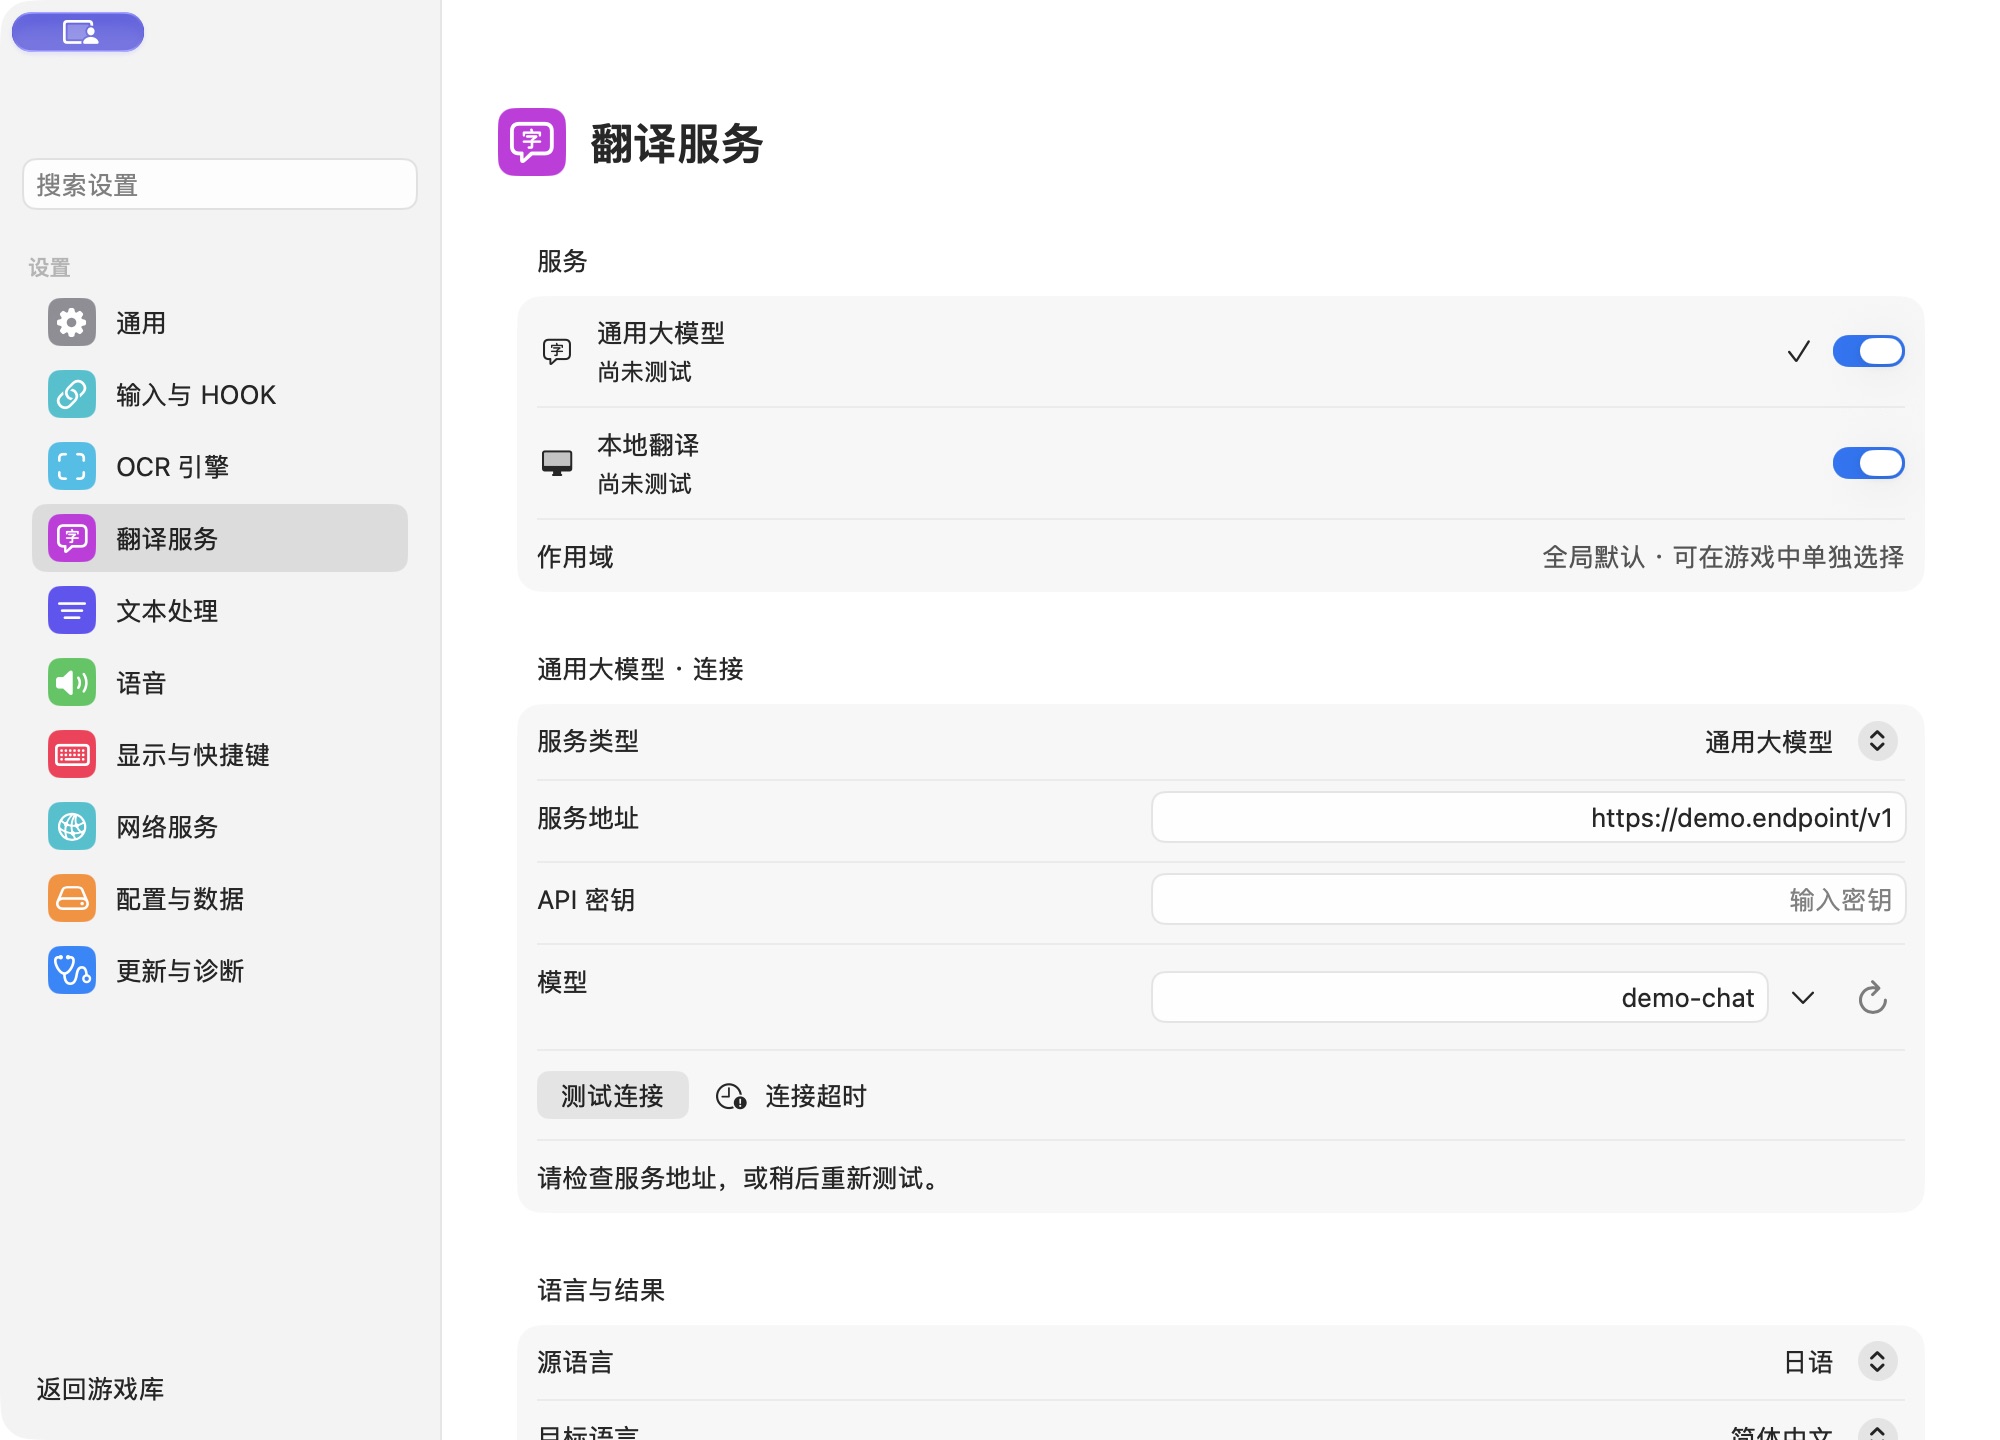 搜索设置
设置
通用
输入与 HOOK
OCR 引擎
翻译服务
文本处理
语音
显示与快捷键
网络服务
配置与数据
更新与诊断
返回游戏库
翻译服务
服务
通用大模型
尚未测试
本地翻译
尚未测试
作用域 全局默认 · 可在游戏中单独选择
通用大模型 · 连接
服务类型 通用大模型
服务地址 https://demo.endpoint/v1
API 密钥 输入密钥
模型 demo-chat
测试连接 连接超时
请检查服务地址，或稍后重新测试。
语言与结果
源语言 日语
目标语言 简体中文